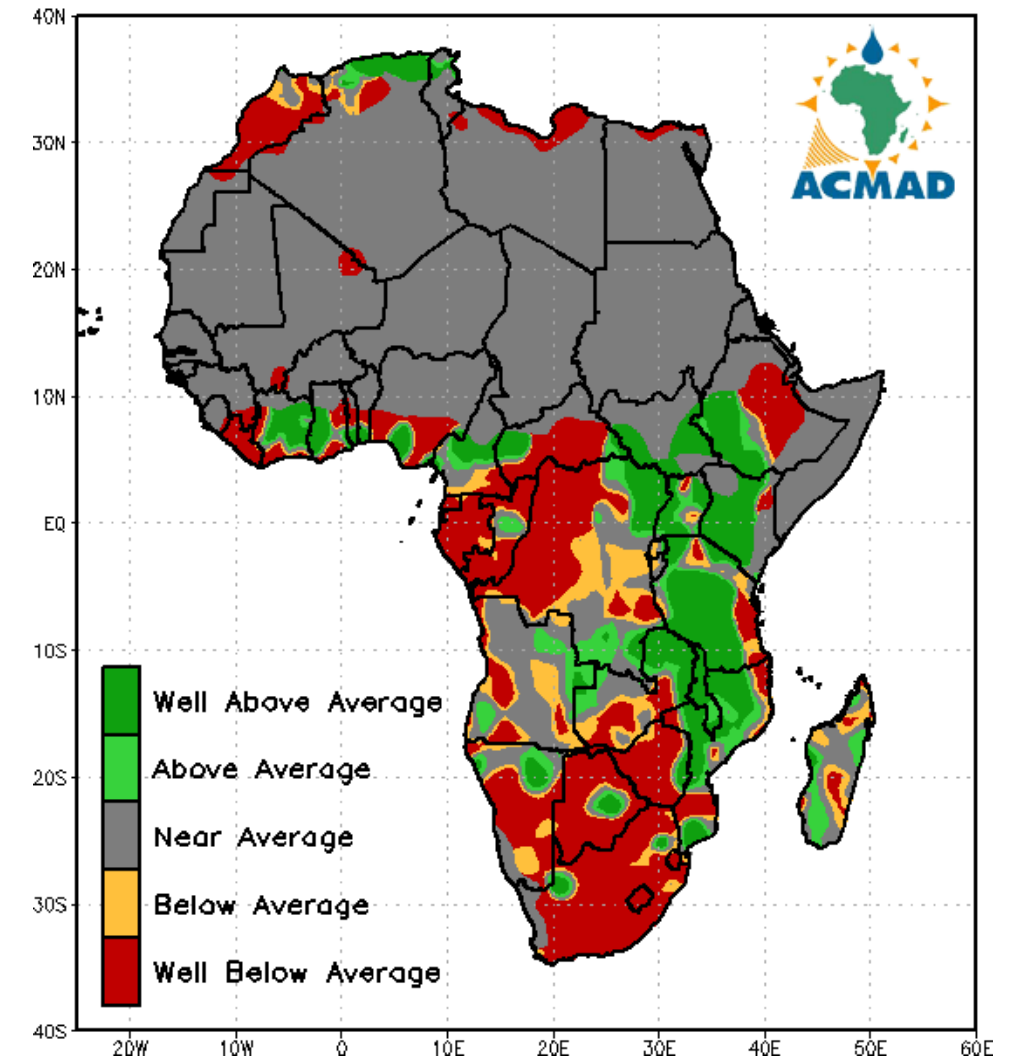 40N
30N
20N
10N
EQ
10S
20S
30S
40S
20W 10W 0 10E 20E 30E 40E 50E 60E
ACMAD
Well Above Average
Above Average
Near Average
Below Average
Well Below Average